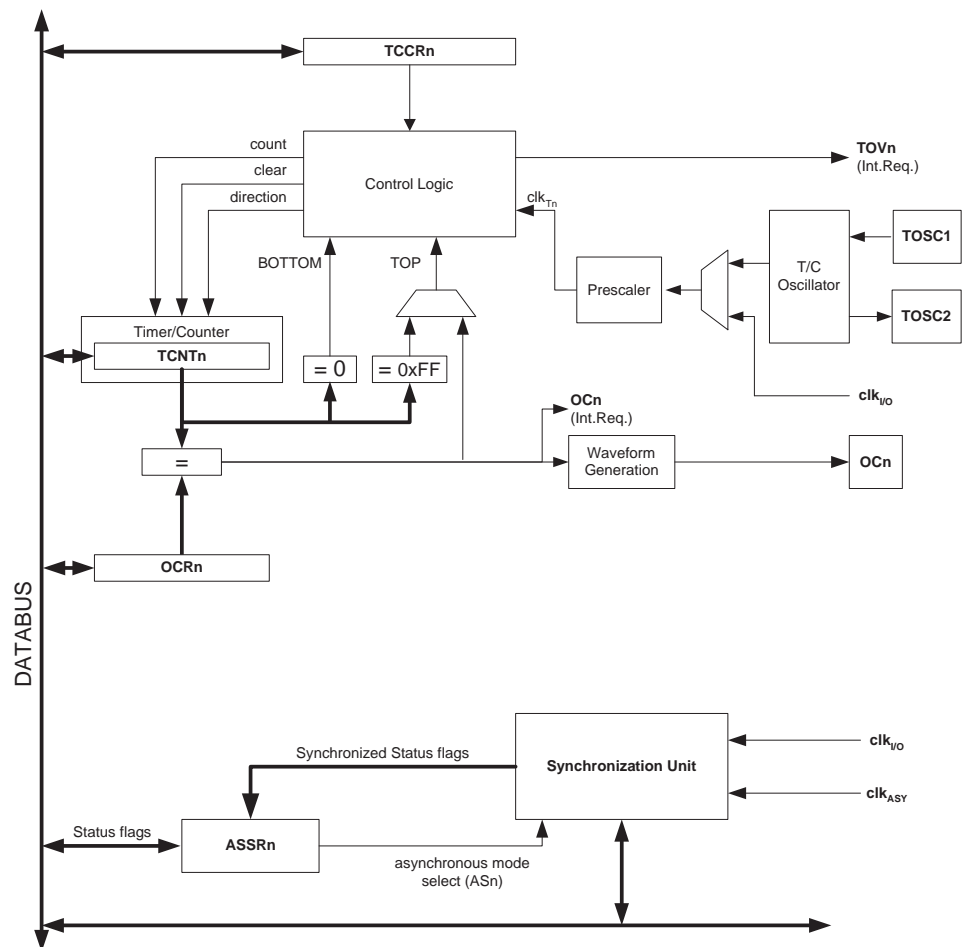 TCCRn
count
clear
direction
Control Logic
TOVn
(Int.Req.)
clkTn
BOTTOM
TOP
Prescaler
T/C
Oscillator
TOSC1
TOSC2
Timer/Counter
TCNTn
= 0
= 0xFF
clkI/O
OCn
(Int.Req.)
=
Waveform
Generation
OCn
OCRn
DATABUS
Synchronized Status flags
Synchronization Unit
clkI/O
clkASY
Status flags
ASSRn
asynchronous mode
select (ASn)